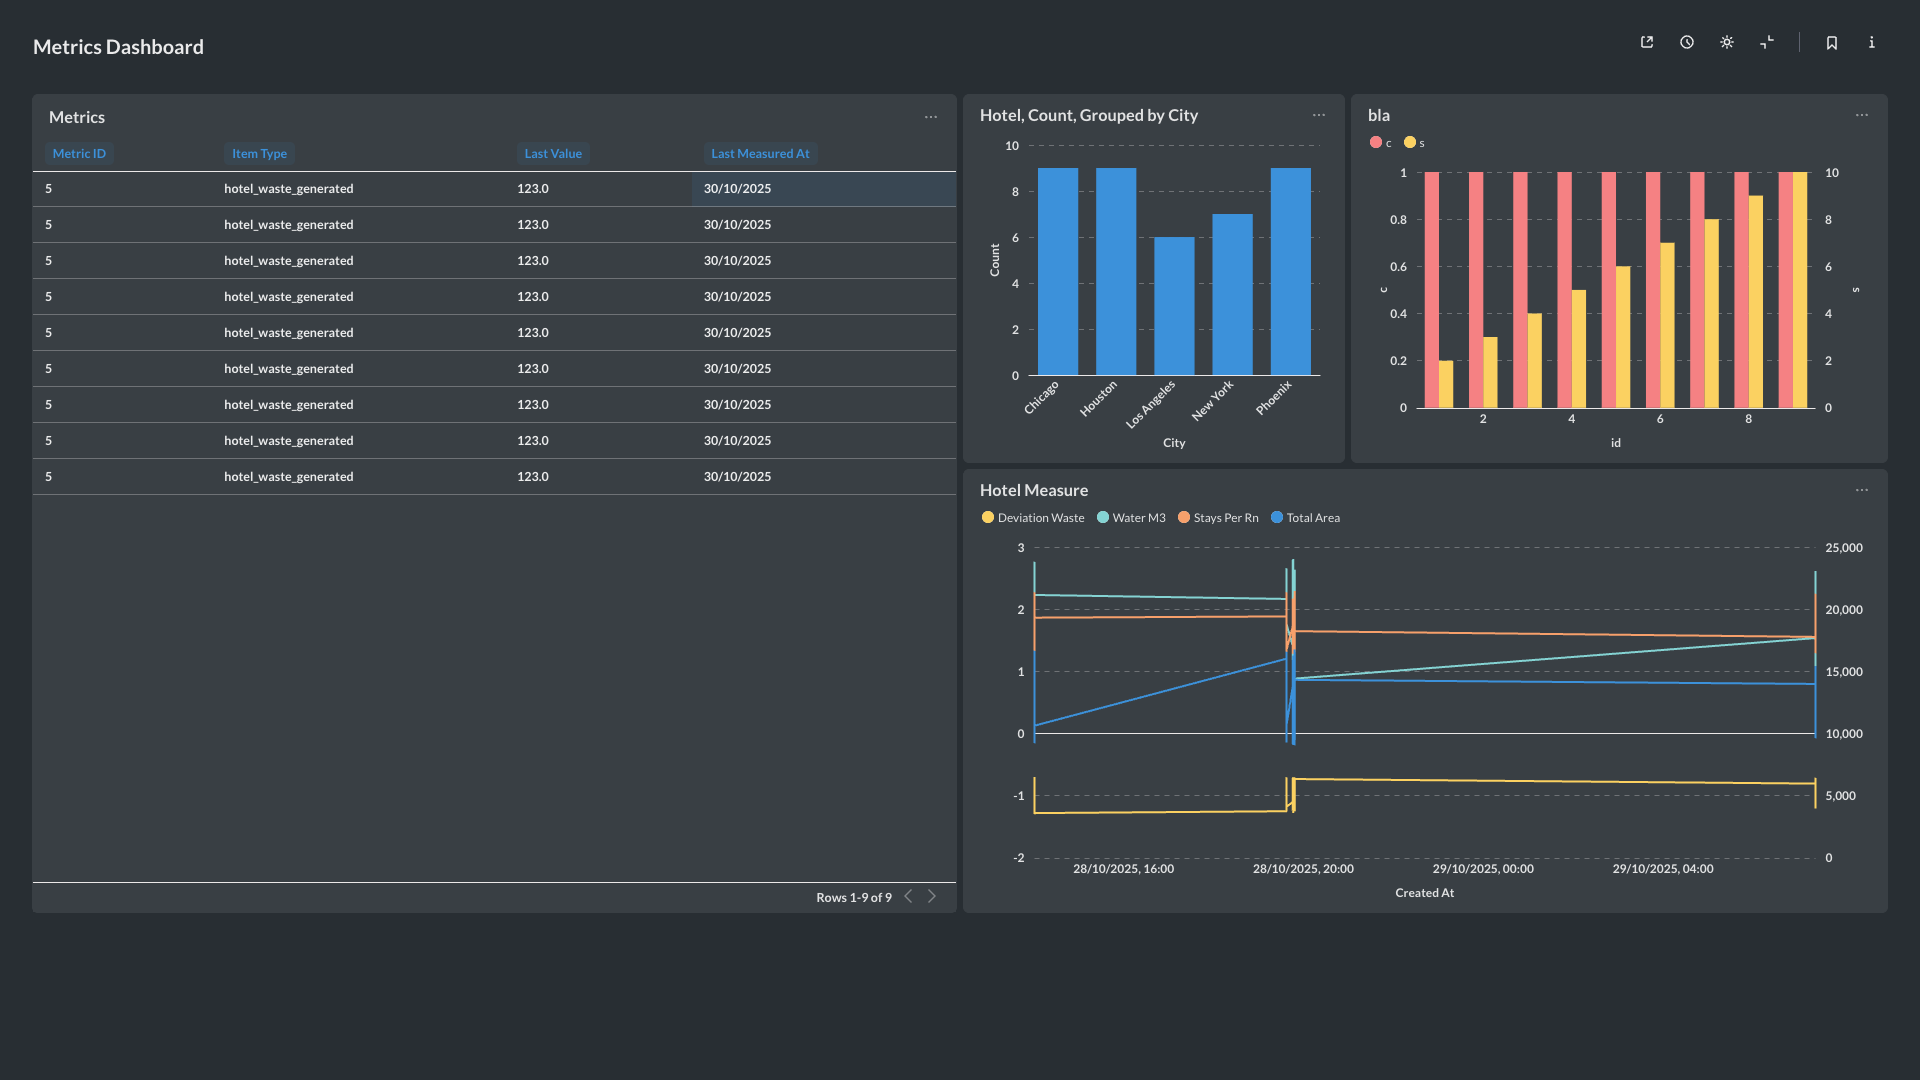 Metrics Dashboard
Metrics
Metric ID Item Type Last Value Last Measured At
5 hotel_waste_generated 123.0 30/10/2025
5 hotel_waste_generated 123.0 30/10/2025
5 hotel_waste_generated 123.0 30/10/2025
5 hotel_waste_generated 123.0 30/10/2025
5 hotel_waste_generated 123.0 30/10/2025
5 hotel_waste_generated 123.0 30/10/2025
5 hotel_waste_generated 123.0 30/10/2025
5 hotel_waste_generated 123.0 30/10/2025
5 hotel_waste_generated 123.0 30/10/2025
Rows 1-9 of 9
Hotel, Count, Grouped by City
10
8
6
4
2
0
Count
Chicago Houston Los Angeles New York Phoenix
City
bla
c s
1 10
0.8 8
0.6 6
0.4 4
0.2 2
0 0
c s
2 4 6 8
id
Hotel Measure
Deviation Waste Water M3 Stays Per Rn Total Area
3 25,000
2 20,000
1 15,000
0 10,000
-1 5,000
-2 0
28/10/2025, 16:00 28/10/2025, 20:00 29/10/2025, 00:00 29/10/2025, 04:00
Created At